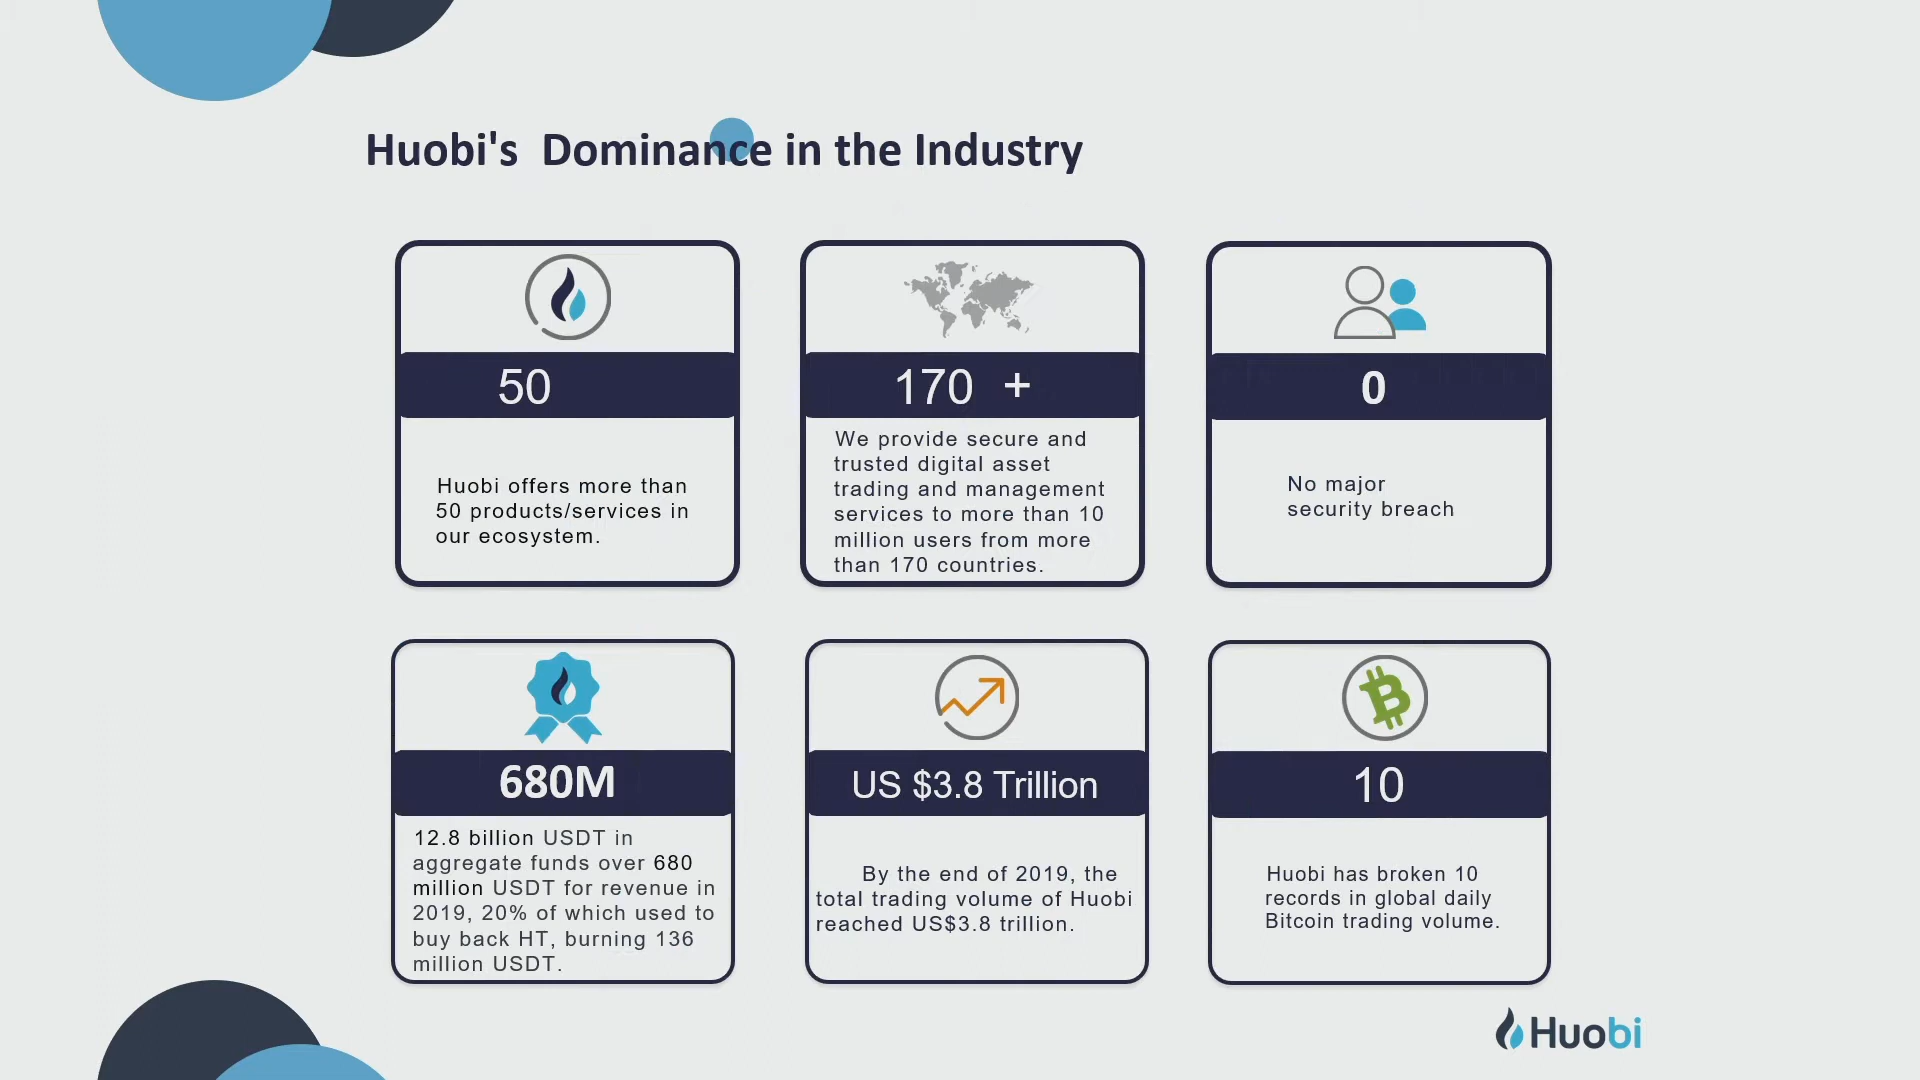 Huobi's  Dominance in the Industry
50
Huobi offers more than
50 products/services in
our ecosystem.
170 +
We provide secure and
trusted digital asset
trading and management
services to more than 10
million users from more
than 170 countries.
0
No major
security breach
680M
12.8 billion USDT in
aggregate funds over 680
million USDT for revenue in
2019, 20% of which used to
buy back HT, burning 136
million USDT.
US $3.8 Trillion
By the end of 2019, the
total trading volume of Huobi
reached US$3.8 trillion.
10
Huobi has broken 10
records in global daily
Bitcoin trading volume.
Huobi